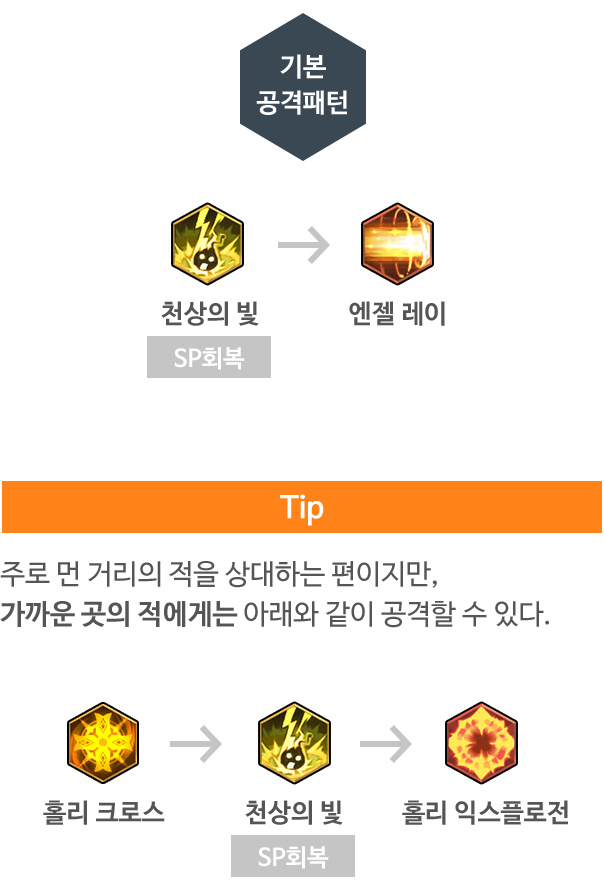 기본
공격패턴
천상의 빛
엔젤 레이
SP회복
Tip
주로 먼 거리의 적을 상대하는 편이지만,
가까운 곳의 적에게는 아래와 같이 공격할 수 있다.
홀리 크로스
천상의 빛
홀리 익스플로전
SP회복